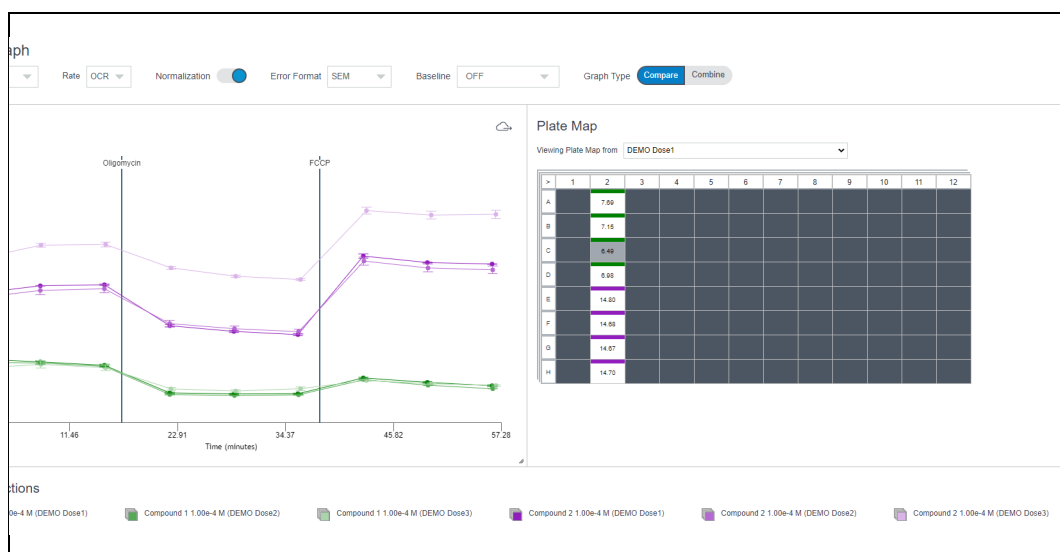 aph
Rate OCR Normalization Error Format SEM Baseline OFF Graph Type Compare Combine
Plate Map
Viewing Plate Map from DEMO Dose1
Oligomycin FCCP
> 1 2 3 4 5 6 7 8 9 10 11 12
A 7.69
B 7.15
C 6.49
D 6.98
E 14.80
F 14.68
G 14.67
H 14.70
11.46 22.91 34.37 45.82 57.28
Time (minutes)
ctions
.00e-4 M (DEMO Dose1) Compound 1 1.00e-4 M (DEMO Dose2) Compound 1 1.00e-4 M (DEMO Dose3) Compound 2 1.00e-4 M (DEMO Dose1) Compound 2 1.00e-4 M (DEMO Dose2) Compound 2 1.00e-4 M (DEMO Dose3)